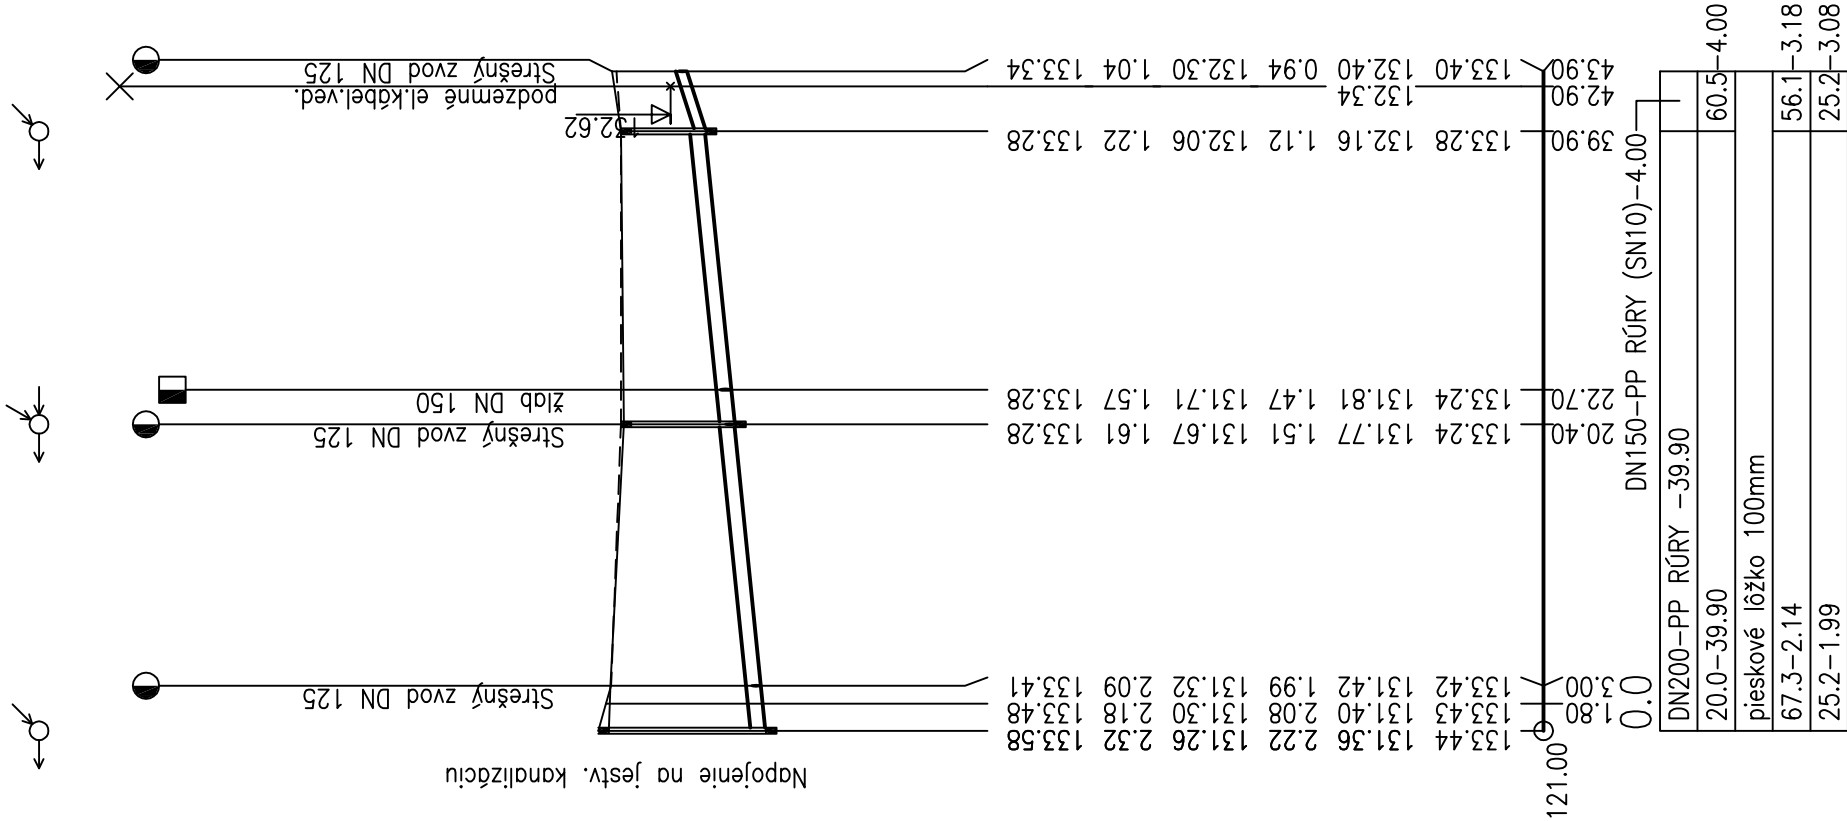 Strešný zvod DN 125
podzemné el.kábel.ved.
132.62
žlab DN 150
Strešný zvod DN 125
Strešný zvod DN 125
Napojenie na jestv. kanalizáciu
133.34 1.04 132.30 0.94 132.40 133.40 43.90
132.34 42.90
133.28 1.22 132.06 1.12 132.16 133.28 39.90
133.28 1.57 131.71 1.47 131.81 133.24 22.70
133.28 1.61 131.67 1.51 131.77 133.24 20.40
133.41 2.09 131.32 1.99 131.42 133.42 3.00
133.48 2.18 131.30 2.08 131.40 133.43 1.80
133.58 2.32 131.26 2.22 131.36 133.44
0.0
121.00
DN150-PP RÚRY (SN10)-4.00
DN200-PP RÚRY -39.90
20.0-39.90 60.5-4.00
pieskové lôžko 100mm
67.3-2.14 56.1-3.18
25.2-1.99 25.2-3.08